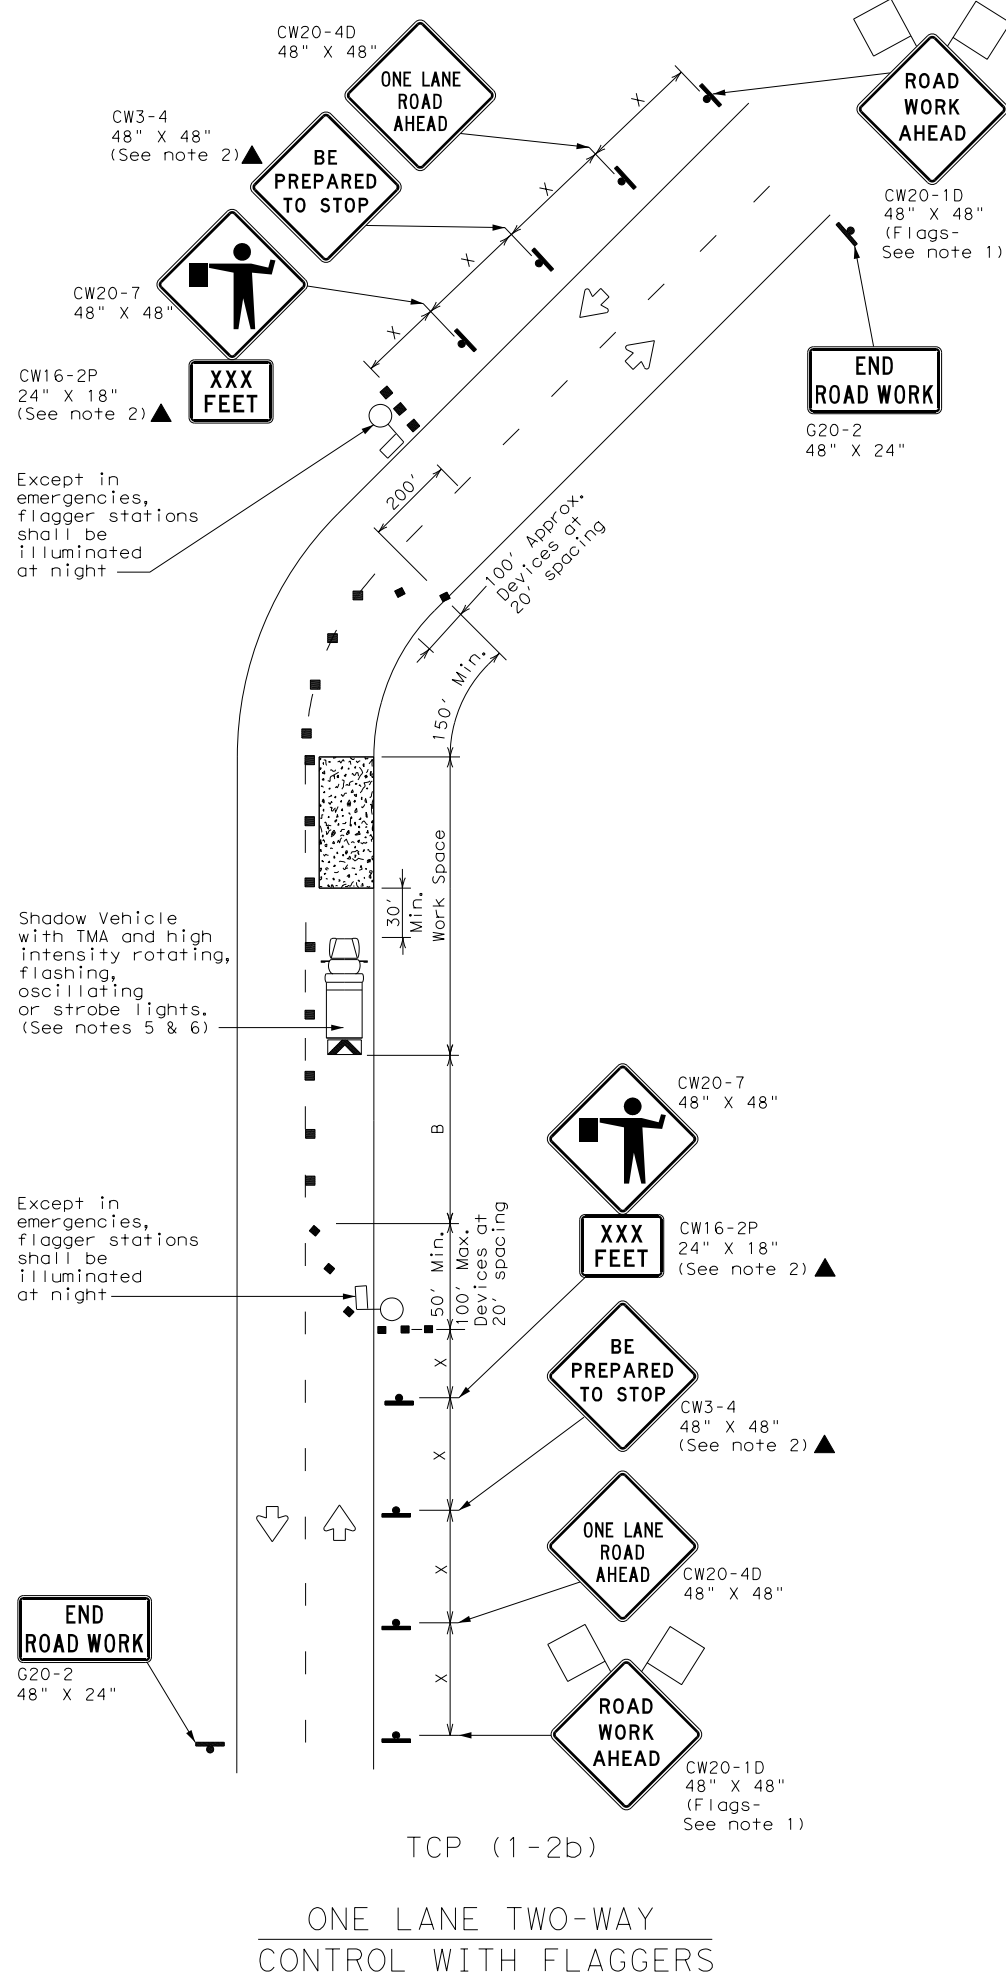 CW20-4D
48" X 48"
ONE LANE
ROAD
AHEAD
ROAD
WORK
AHEAD
CW20-1D
48" X 48"
(Flags-
See note 1)
CW3-4
48" X 48"
(See note 2)
BE
PREPARED
TO STOP
X
X
X
X
CW20-7
48" X 48"
CW16-2P
24" X 18"
(See note 2)
XXX
FEET
END
ROAD WORK
G20-2
48" X 24"
Except in
emergencies,
flagger stations
shall be
illuminated
at night
200'
100' Approx.
Devices at
20' spacing
150' Min.
Work Space
30'
Min.
Shadow Vehicle
with TMA and high
intensity rotating,
flashing,
oscillating
or strobe lights.
(See notes 5 & 6)
B
CW20-7
48" X 48"
XXX
FEET
CW16-2P
24" X 18"
(See note 2)
Except in
emergencies,
flagger stations
shall be
illuminated
at night
50' Min.
100' Max.
Devices at
20' spacing
X
X
X
X
BE
PREPARED
TO STOP
CW3-4
48" X 48"
(See note 2)
ONE LANE
ROAD
AHEAD
CW20-4D
48" X 48"
END
ROAD WORK
G20-2
48" X 24"
ROAD
WORK
AHEAD
CW20-1D
48" X 48"
(Flags-
See note 1)
TCP (1-2b)
ONE LANE TWO-WAY
CONTROL WITH FLAGGERS